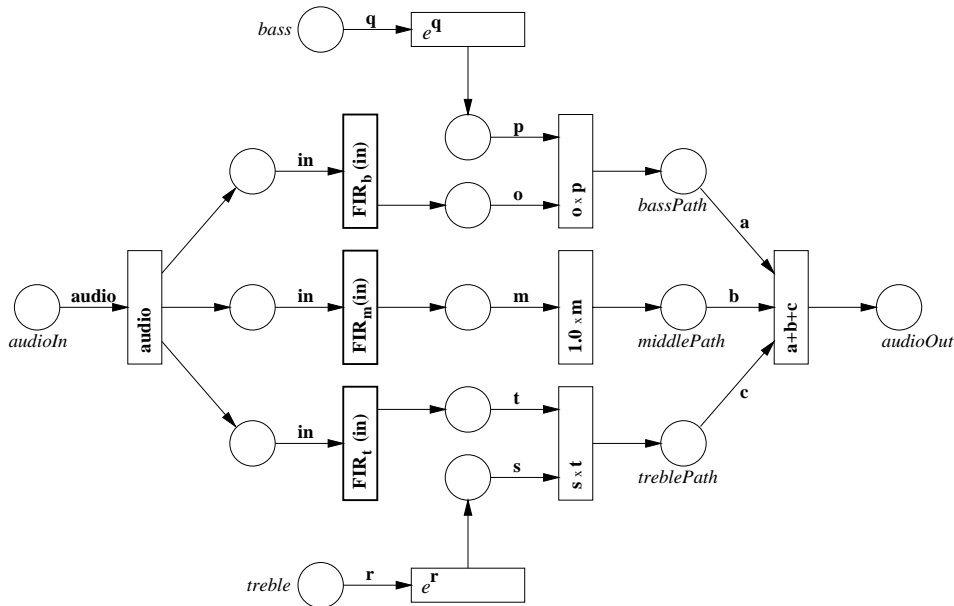 bass
q
e^q
p
in
FIR_b (in)
o
o x p
bassPath
a
audio
audioIn
audio
in
FIR_m (in)
m
1.0 x m
b
middlePath
a+b+c
audioOut
c
in
FIR_t (in)
t
s
s x t
treblePath
treble
r
e^r